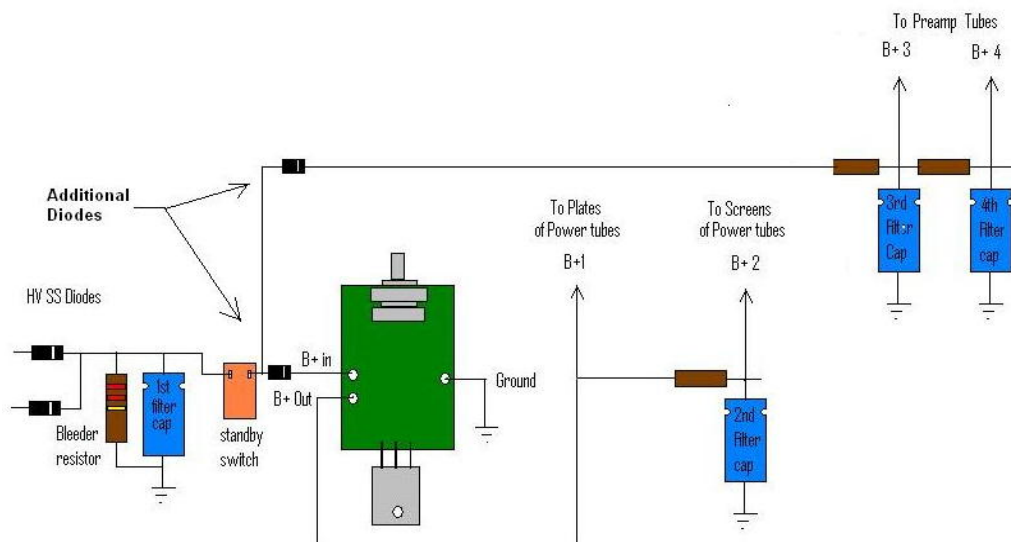 To Preamp Tubes
B+ 3
B+ 4
Additional
Diodes
3rd
Filter
Cap
4th
Filter
cap
To Plates
of Power tubes
B+1
To Screens
of Power tubes
B+ 2
HV SS Diodes
B+ in
B+ Out
Ground
1st
filter
cap
Bleeder
resistor
standby
switch
2nd
Filter
cap